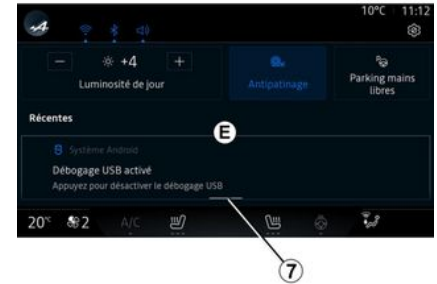 10°C 11:12
+4
Luminosité de jour
Antipatinage
Parking mains
libres
Récentes
E
Système Android
Débogage USB activé
Appuyez pour désactiver le débogage USB
20°C 2 A/C
7